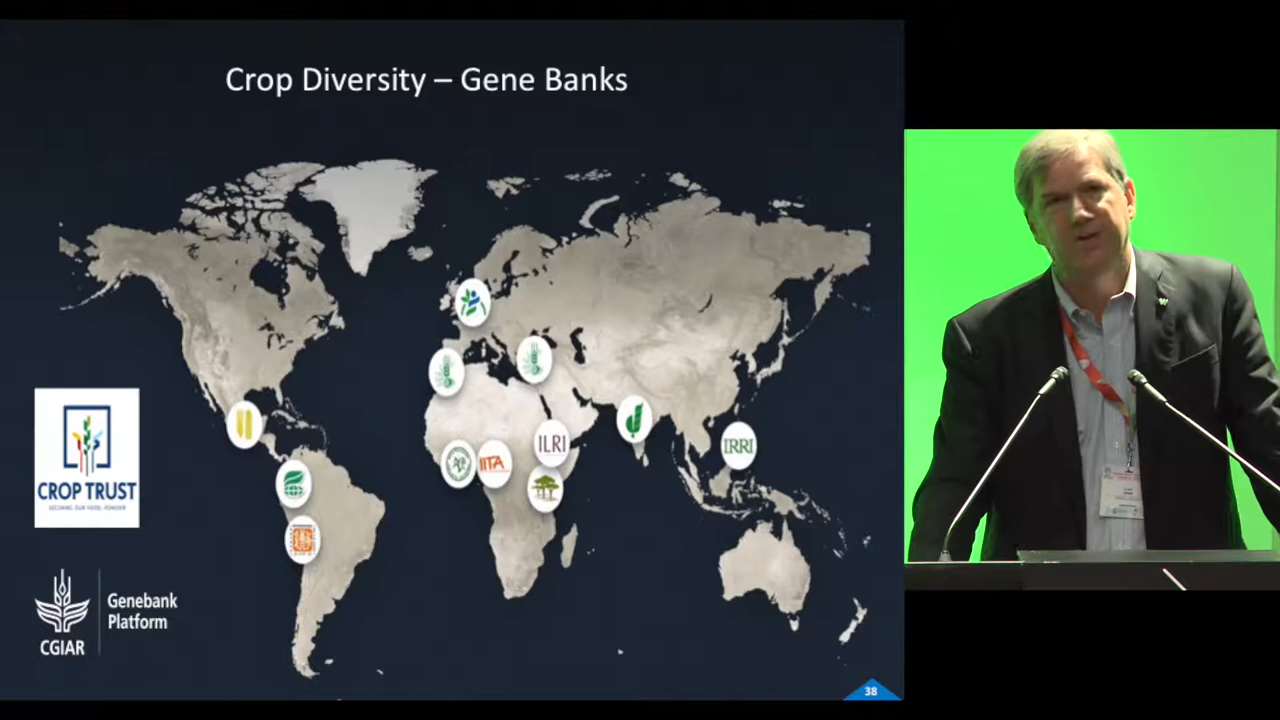 Crop Diversity – Gene Banks
ILRI
IITA
IRRI
CROP TRUST
SECURING OUR FOOD, FOREVER
Genebank
Platform
CGIAR
38